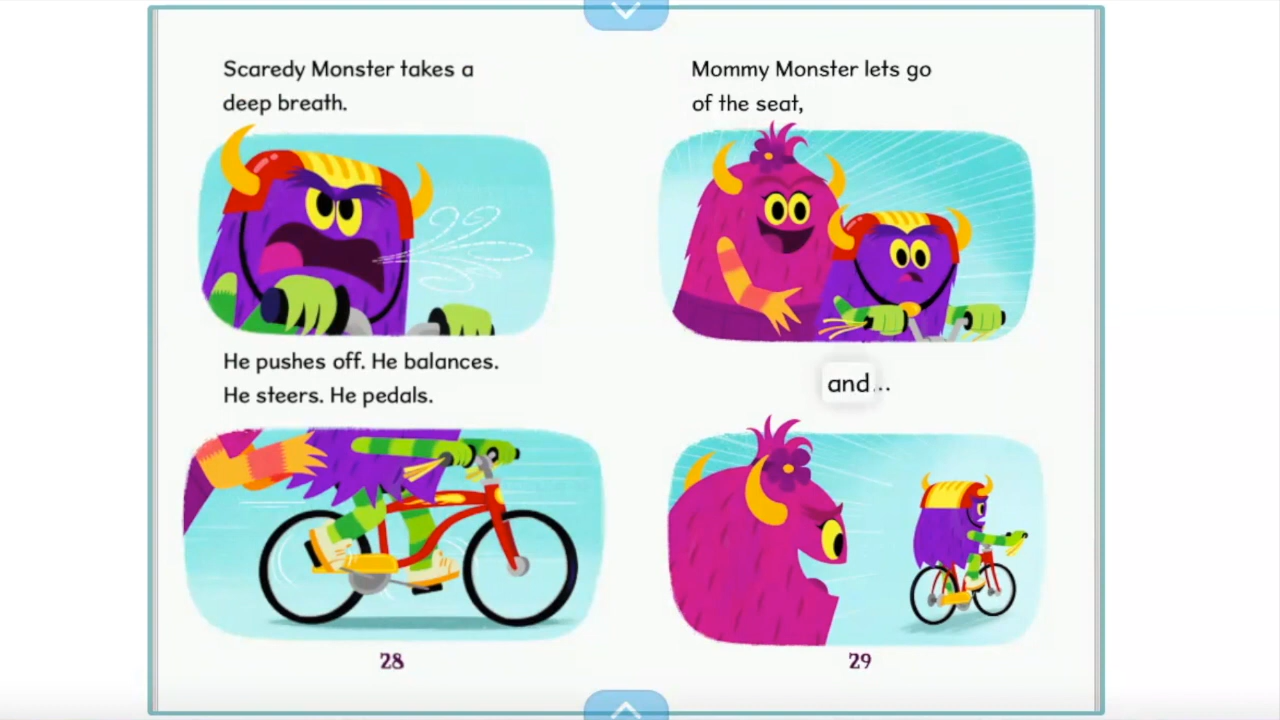 Scaredy Monster takes a
deep breath.
He pushes off. He balances.
He steers. He pedals.
28
Mommy Monster lets go
of the seat,
and...
29